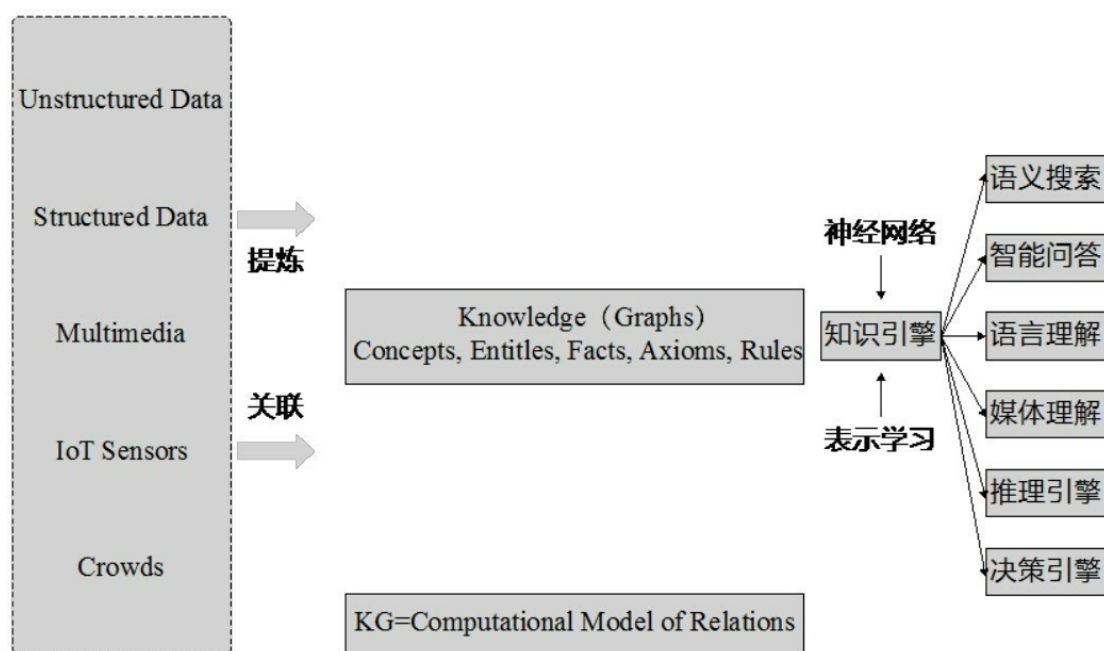 Unstructured Data
Structured Data
Multimedia
IoT Sensors
Crowds
提炼
关联
Knowledge（Graphs）
Concepts, Entitles, Facts, Axioms, Rules
KG=Computational Model of Relations
神经网络
知识引擎
表示学习
语义搜索
智能问答
语言理解
媒体理解
推理引擎
决策引擎